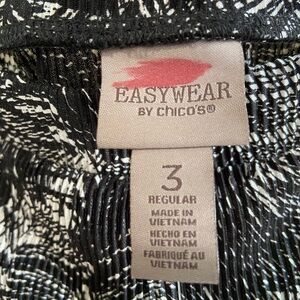 EASYWEAR
BY CHICO'S®
3
REGULAR
MADE IN
VIETNAM
HECHO EN
VIETNAM
FABRIQUÉ AU
VIETNAM